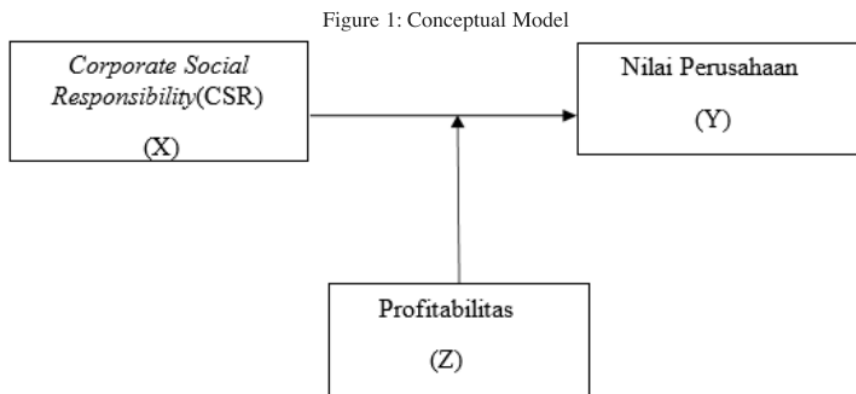 Figure 1: Conceptual Model
Corporate Social
Responsibility(CSR)
(X)
Nilai Perusahaan
(Y)
Profitabilitas
(Z)